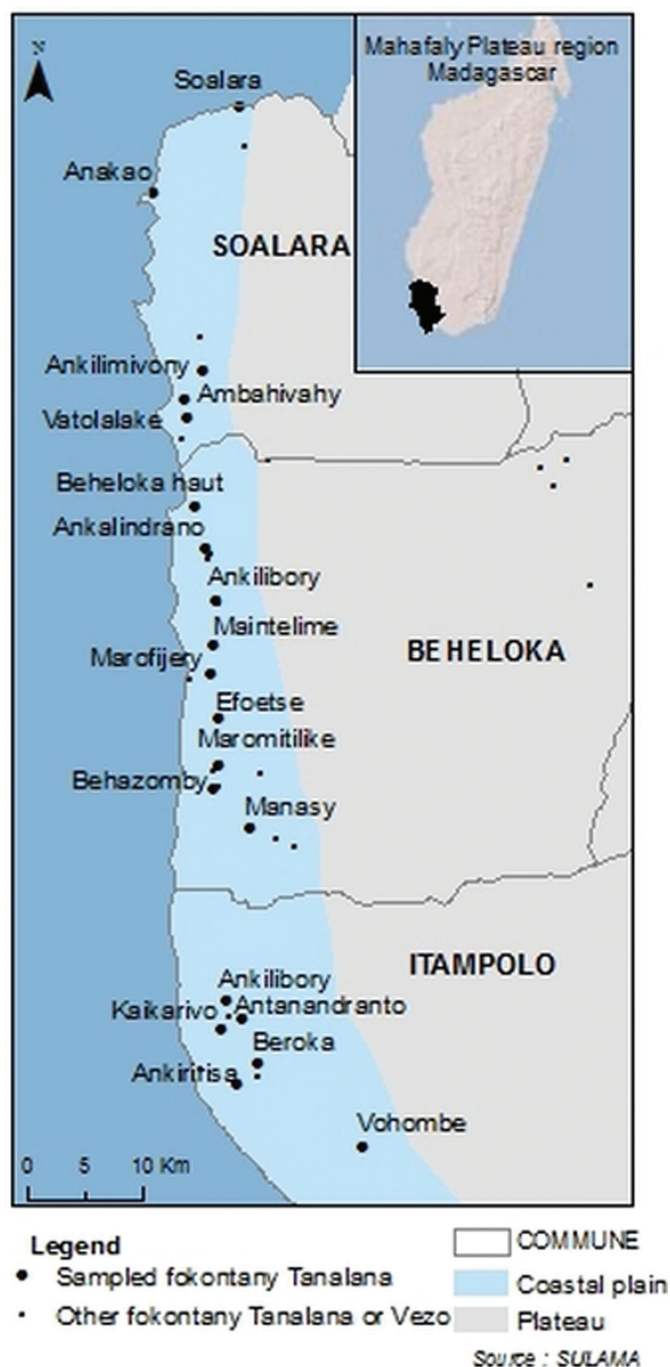 N
Mahafaly Plateau region
Madagascar
Soalara
Anakao
SOALARA
Ankilimivony
Ambahivahy
Vatolalake
Beheloka haut
Ankalindrano
Ankilibory
Maintelime
BEHELOKA
Marofijery
Efoetse
Maromitilike
Behazomby
Manasy
ITAMPOLO
Ankilibory
Kaikarivo
Antanandranto
Beroka
Ankiritisa
Vohombe
0 5 10 Km
Legend
Sampled fokontany Tanalana
Other fokontany Tanalana or Vezo
COMMUNE
Coastal plain
Plateau
Source : SULAMA